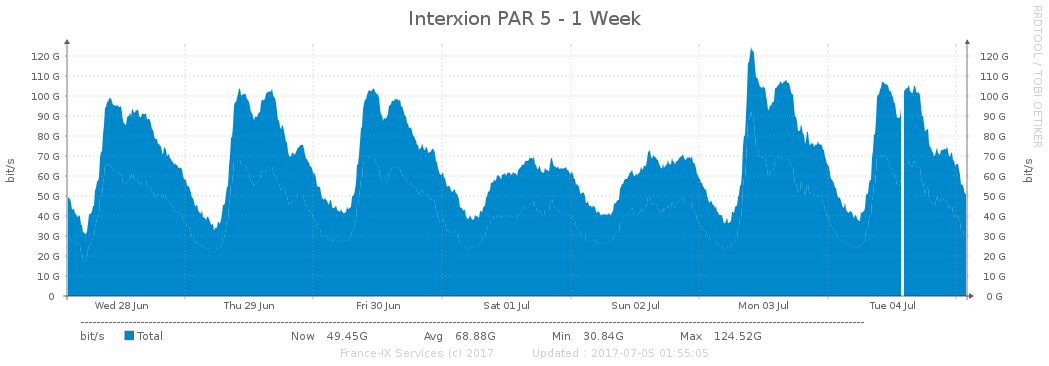 Interxion PAR 5 - 1 Week
RRDTOOL / TOBI OETIKER
120 G 120 G
110 G 110 G
100 G 100 G
90 G 90 G
80 G 80 G
70 G 70 G
60 G 60 G
50 G 50 G
40 G 40 G
30 G 30 G
20 G 20 G
10 G 10 G
0 0 G
bit/s
bit/s
Wed 28 Jun Thu 29 Jun Fri 30 Jun Sat 01 Jul Sun 02 Jul Mon 03 Jul Tue 04 Jul
bit/s Total Now 49.45G Avg 68.88G Min 30.84G Max 124.52G
France-IX Services (c) 2017 Updated : 2017-07-05 01:55:05